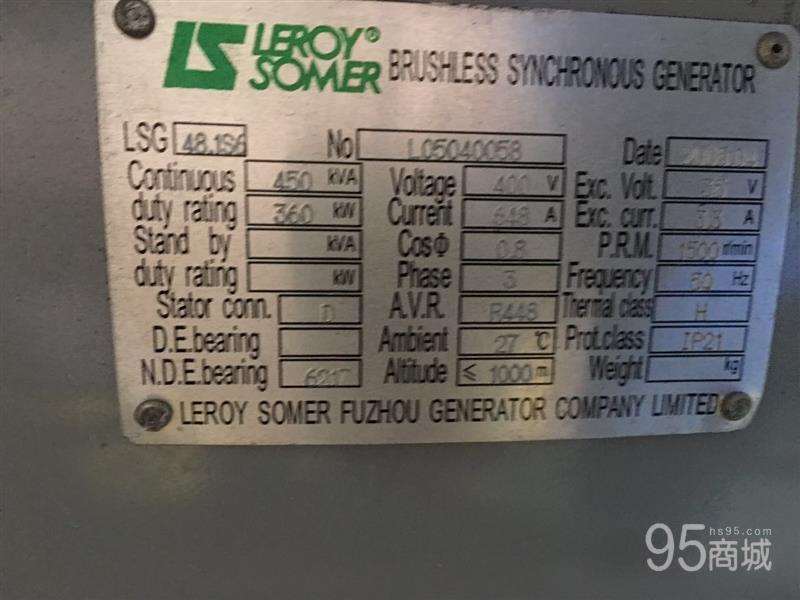 LS LEROY® SOMER BRUSHLESS SYNCHRONOUS GENERATOR
LSG 48.1S6 No L05040058 Date
Continuous 450 kVA Voltage 400 V Exc. Volt. V
duty rating 360 kW Current 648 A Exc. curr. A
Stand by kVA CosΦ 0.8 P.R.M. 1500 r/min
duty rating kW Phase 3 Frequency 50 Hz
Stator conn. D A.V.R. R448 Thermal class H
D.E.bearing Ambient 27 °C Prot.class IP21
N.D.E.bearing Altitude ≤ 1000 m Weight kg
LEROY SOMER FUZHOU GENERATOR COMPANY LIMITED
hs95.com
95商城